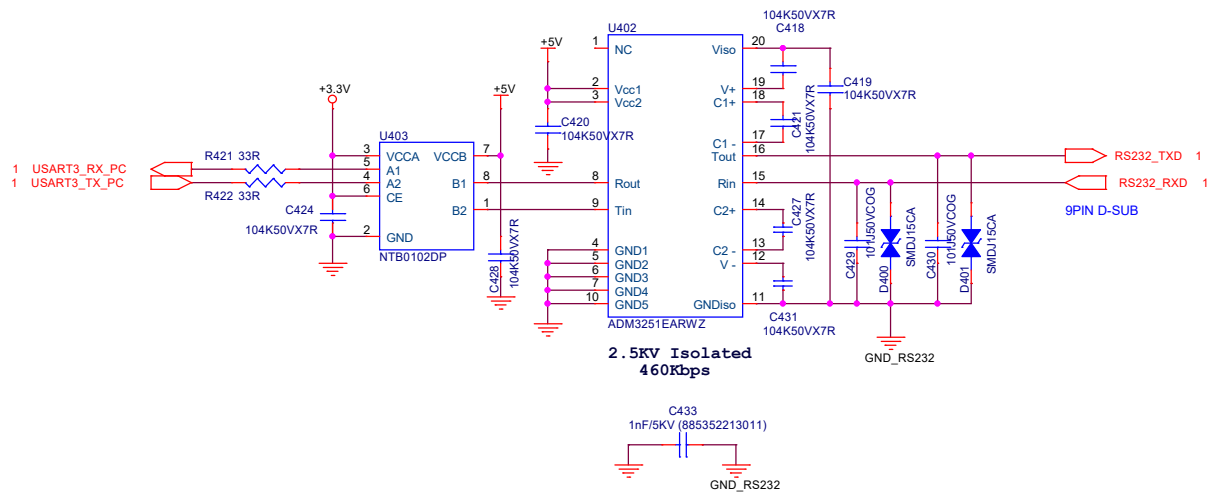 104K50VX7R
C418
U402
+5V
1
NC
Viso
20
2
Vcc1
3
Vcc2
V+
19
C1+
18
C419
104K50VX7R
C421
104K50VX7R
C420
104K50VX7R
C1 -
17
Tout
16
+3.3V
+5V
U403
3
VCCA
VCCB
7
5
A1
4
A2
B1
8
6
CE
B2
1
2
GND
NTB0102DP
1 USART3_RX_PC
R421 33R
1 USART3_TX_PC
R422 33R
C424
104K50VX7R
C428
104K50VX7R
8
Rout
Rin
15
9
Tin
C2+
14
4
GND1
C2 -
13
5
GND2
V -
12
6
GND3
7
GND4
10
GND5
GNDiso
11
ADM3251EARWZ
C427
104K50VX7R
C431
104K50VX7R
RS232_TXD 1
RS232_RXD 1
9PIN D-SUB
C429
101J50VCOG
D400
SMDJ15CA
C430
101J50VCOG
D401
SMDJ15CA
GND_RS232
2.5KV Isolated
460Kbps
C433
1nF/5KV (885352213011)
GND_RS232